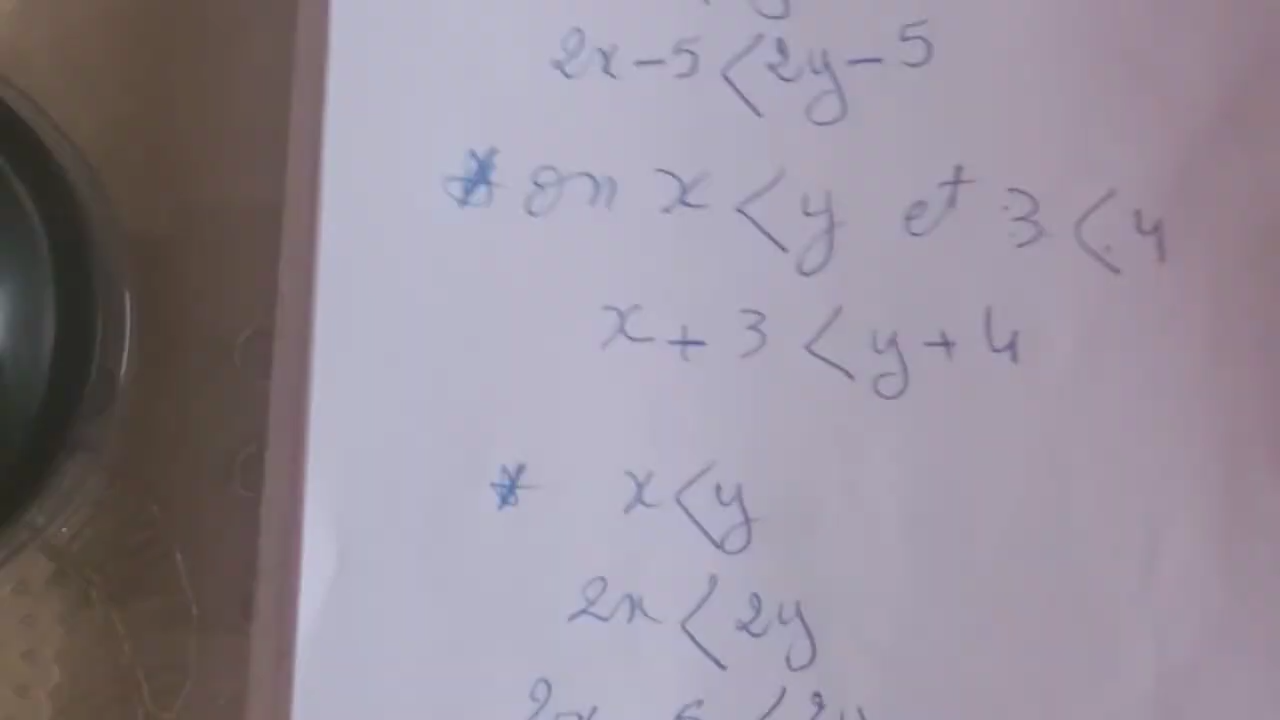 2x-5<2y-5
* on x<y et 3<4
x+3<y+4
* x<y
2x<2y